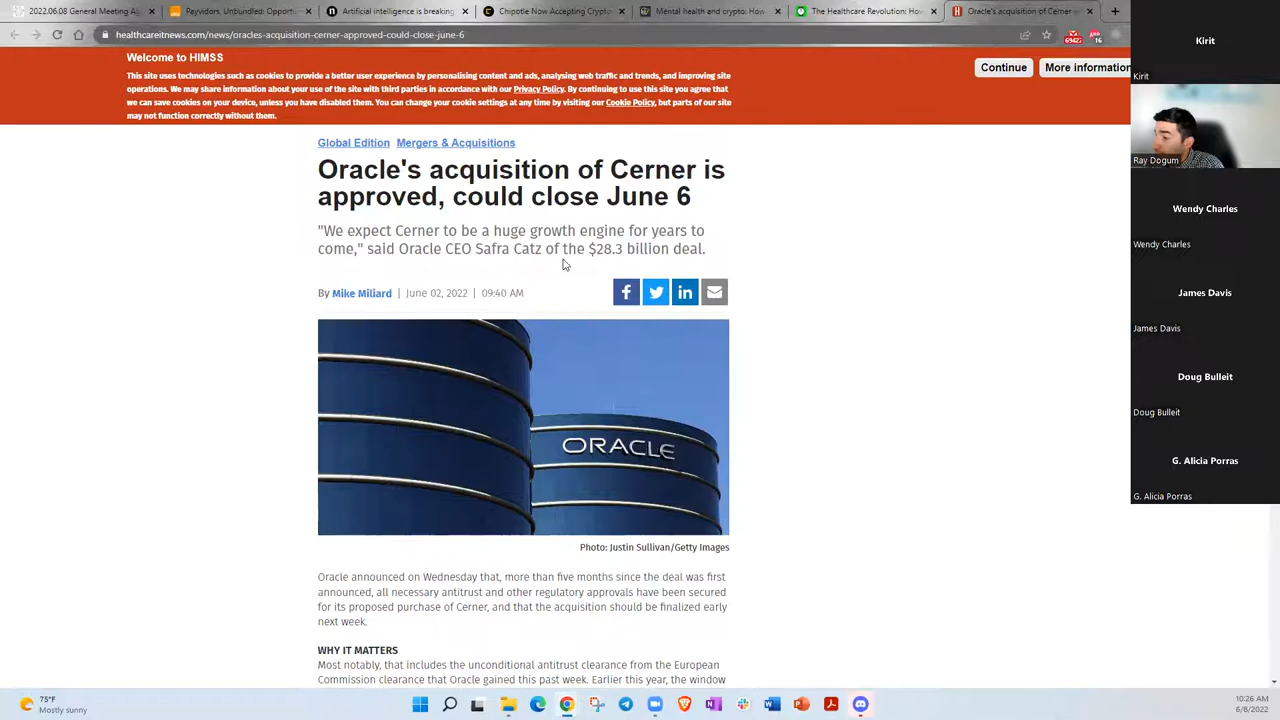 2022.06.08 General Meeting A
Payvidors, Unbundled: Opport
Artificial intelligence is breaking
Chipotle Now Accepting Crypto
Mental health and crypto: How
The Healthcare Revolution: How
Oracle's acquisition of Cerner
healthcareitnews.com/news/oracles-acquisition-cerner-approved-could-close-june-6
Welcome to HIMSS
This site uses technologies such as cookies to provide a better user experience by personalising content and ads, analysing web traffic and trends, and improving site
operations. We may share information about your use of the site with third parties in accordance with our Privacy Policy. By continuing to use this site you agree that
we can save cookies on your device, unless you have disabled them. You can change your cookie settings at any time by visiting our Cookie Policy, but parts of our site
may not function correctly without them.
Continue
More information
Global Edition Mergers & Acquisitions
Oracle's acquisition of Cerner is
approved, could close June 6
"We expect Cerner to be a huge growth engine for years to
come," said Oracle CEO Safra Catz of the $28.3 billion deal.
By Mike Miliard | June 02, 2022 | 09:40 AM
ORACLE
Photo: Justin Sullivan/Getty Images
Oracle announced on Wednesday that, more than five months since the deal was first
announced, all necessary antitrust and other regulatory approvals have been secured
for its proposed purchase of Cerner, and that the acquisition should be finalized early
next week.
WHY IT MATTERS
Most notably, that includes the unconditional antitrust clearance from the European
Commission clearance that Oracle gained this past week. Earlier this year, the window
Kirit
Kirit
Ray Dogum
Wendy Charles
Wendy Charles
James Davis
James Davis
Doug Bulleit
Doug Bulleit
G. Alicia Porras
G. Alicia Porras
75°F
Mostly sunny
10:26 AM
6/8/2022